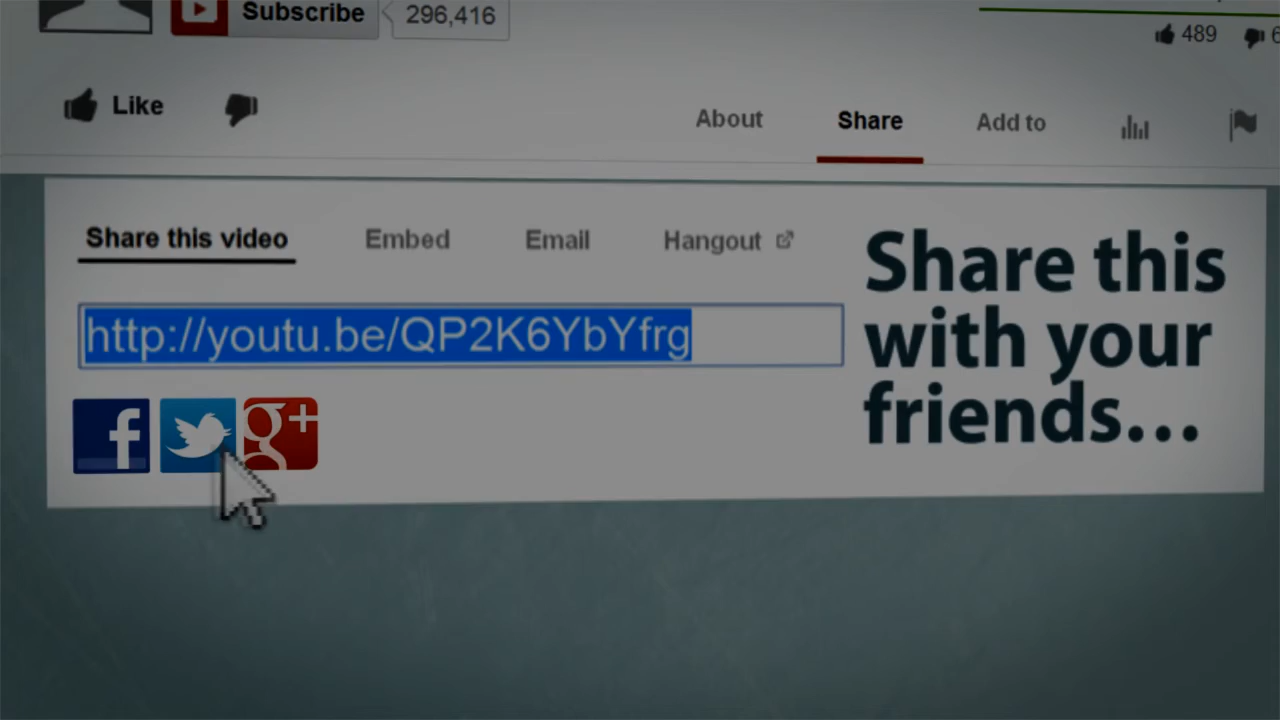 Subscribe 296,416
489
Like
About Share Add to
Share this video Embed Email Hangout
http://youtu.be/QP2K6YbYfrg
f g+
Share this
with your
friends…